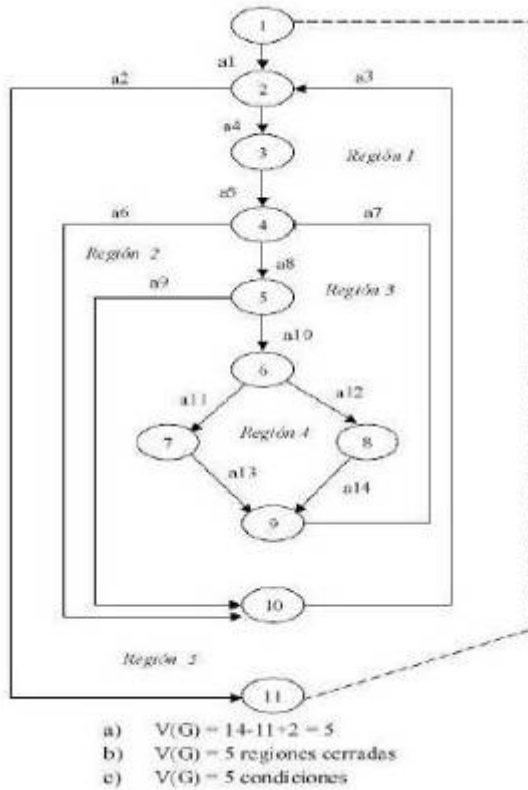 1
a1
a2
2
a3
a4
3
Región 1
a5
a6
4
a7
Región 2
a8
a9
5
Región 3
a10
6
a11
a12
7
Región 4
8
a13
a14
9
10
Región 5
11
a) V(G) = 14-11+2 = 5
b) V(G) = 5 regiones cerradas
c) V(G) = 5 condiciones